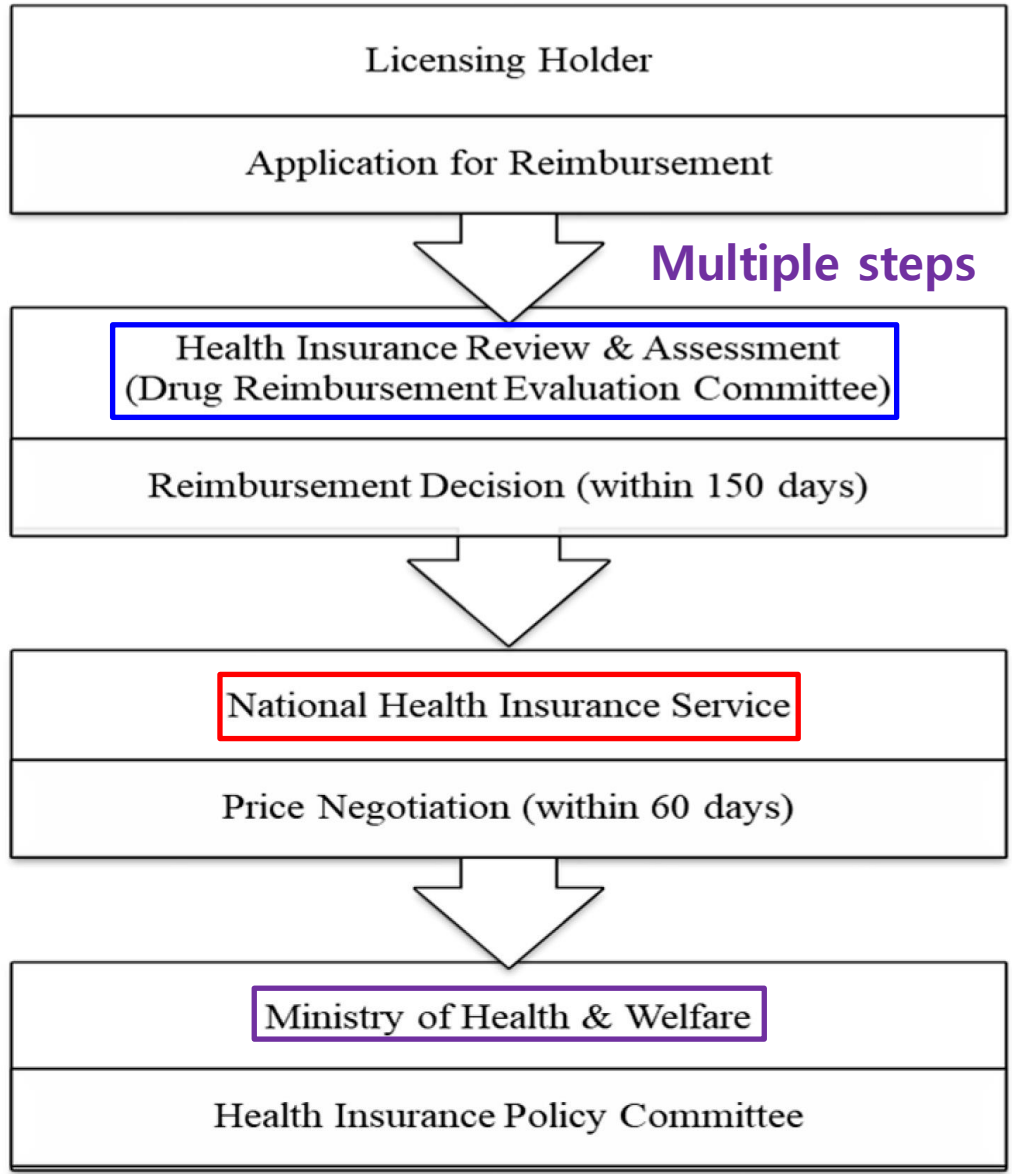 Licensing Holder
Application for Reimbursement
Multiple steps
Health Insurance Review & Assessment
(Drug Reimbursement Evaluation Committee)
Reimbursement Decision (within 150 days)
National Health Insurance Service
Price Negotiation (within 60 days)
Ministry of Health & Welfare
Health Insurance Policy Committee